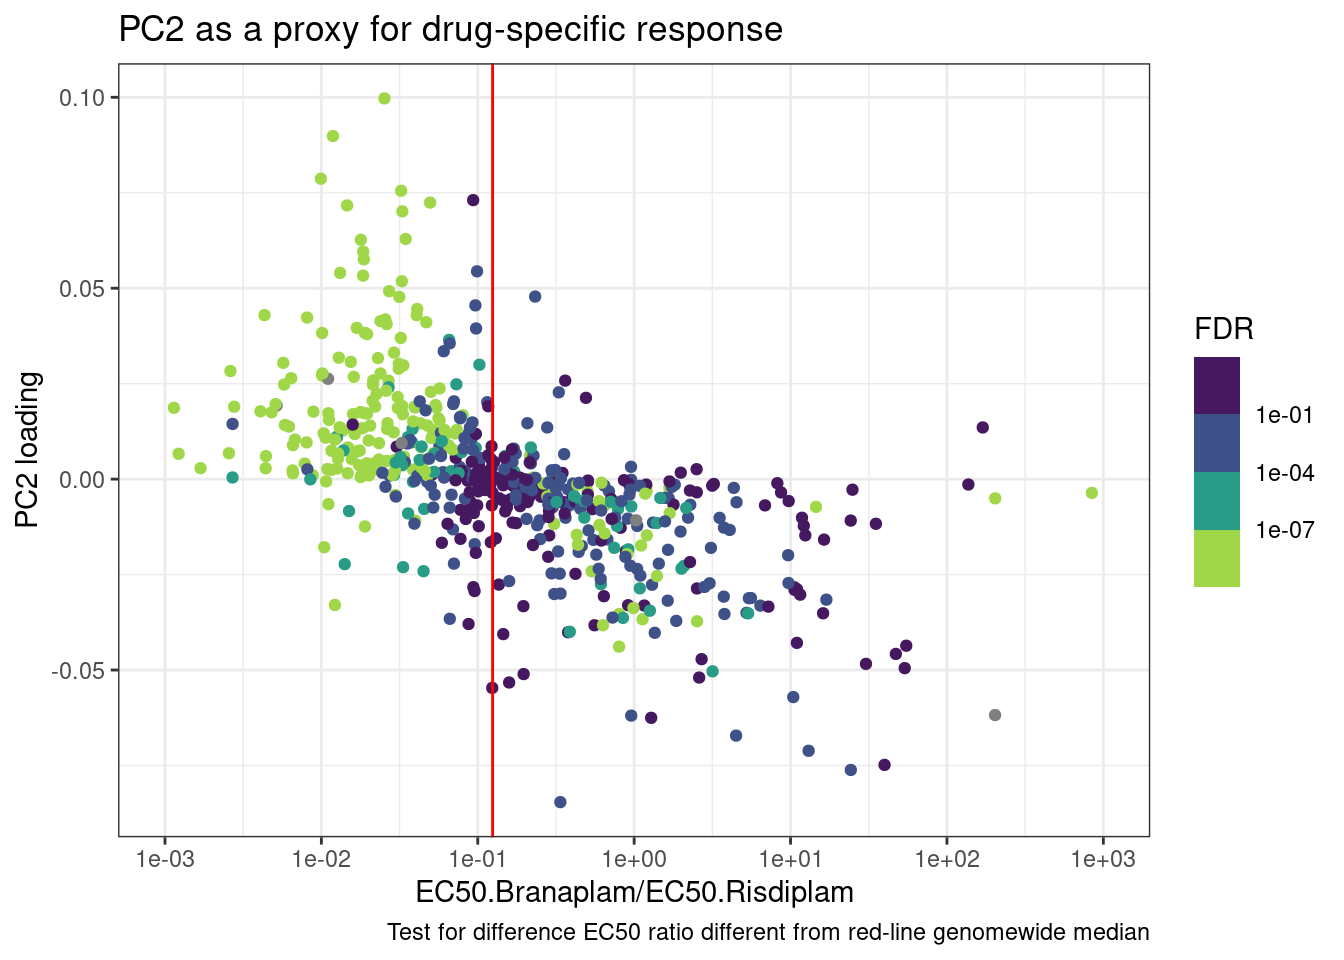 PC2 as a proxy for drug-specific response
PC2 loading
0.10
0.05
0.00
-0.05
1e-03 1e-02 1e-01 1e+00 1e+01 1e+02 1e+03
EC50.Branaplam/EC50.Risdiplam
Test for difference EC50 ratio different from red-line genomewide median
FDR
1e-01
1e-04
1e-07